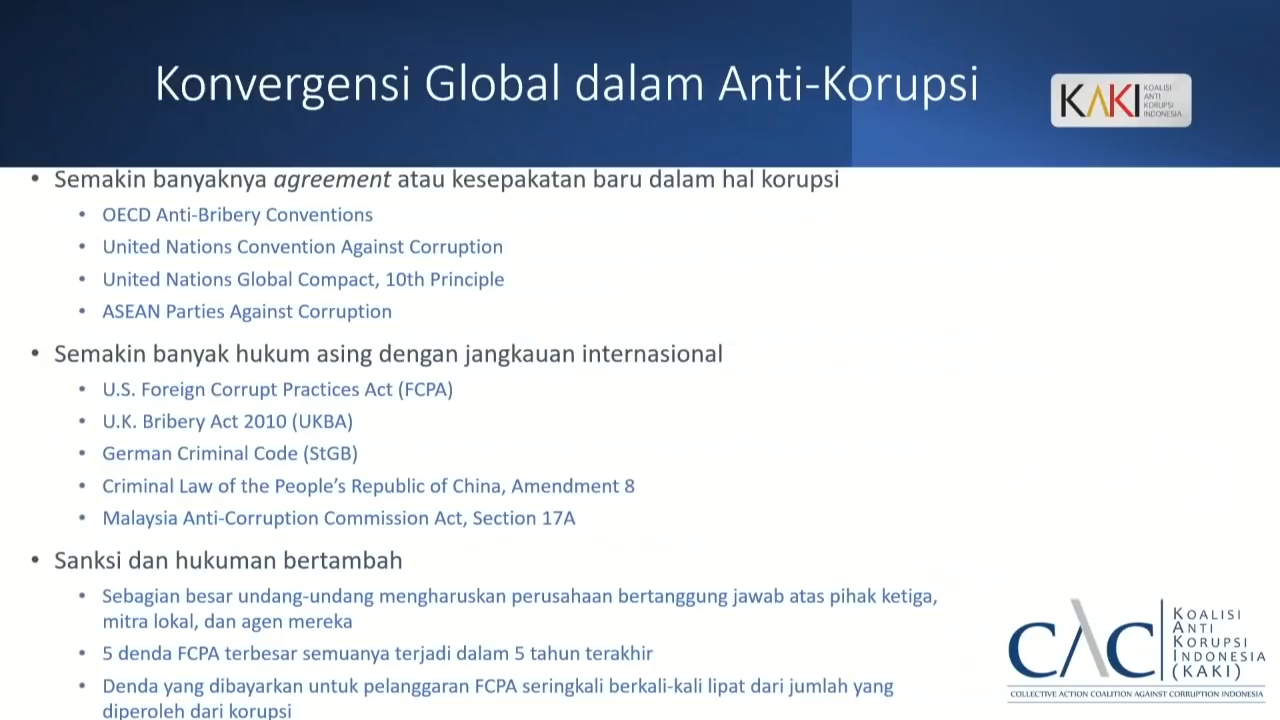 Konvergensi Global dalam Anti-Korupsi
KAKI
KOALISI
ANTI
KORUPSI
INDONESIA
• Semakin banyaknya agreement atau kesepakatan baru dalam hal korupsi
• OECD Anti-Bribery Conventions
• United Nations Convention Against Corruption
• United Nations Global Compact, 10th Principle
• ASEAN Parties Against Corruption
• Semakin banyak hukum asing dengan jangkauan internasional
• U.S. Foreign Corrupt Practices Act (FCPA)
• U.K. Bribery Act 2010 (UKBA)
• German Criminal Code (StGB)
• Criminal Law of the People’s Republic of China, Amendment 8
• Malaysia Anti-Corruption Commission Act, Section 17A
• Sanksi dan hukuman bertambah
• Sebagian besar undang-undang mengharuskan perusahaan bertanggung jawab atas pihak ketiga,
mitra lokal, dan agen mereka
• 5 denda FCPA terbesar semuanya terjadi dalam 5 tahun terakhir
• Denda yang dibayarkan untuk pelanggaran FCPA seringkali berkali-kali lipat dari jumlah yang
diperoleh dari korupsi
CAC
KOALISI
ANTI
KORUPSI
INDONESIA
(KAKI)
COLLECTIVE ACTION COALITION AGAINST CORRUPTION INDONESIA